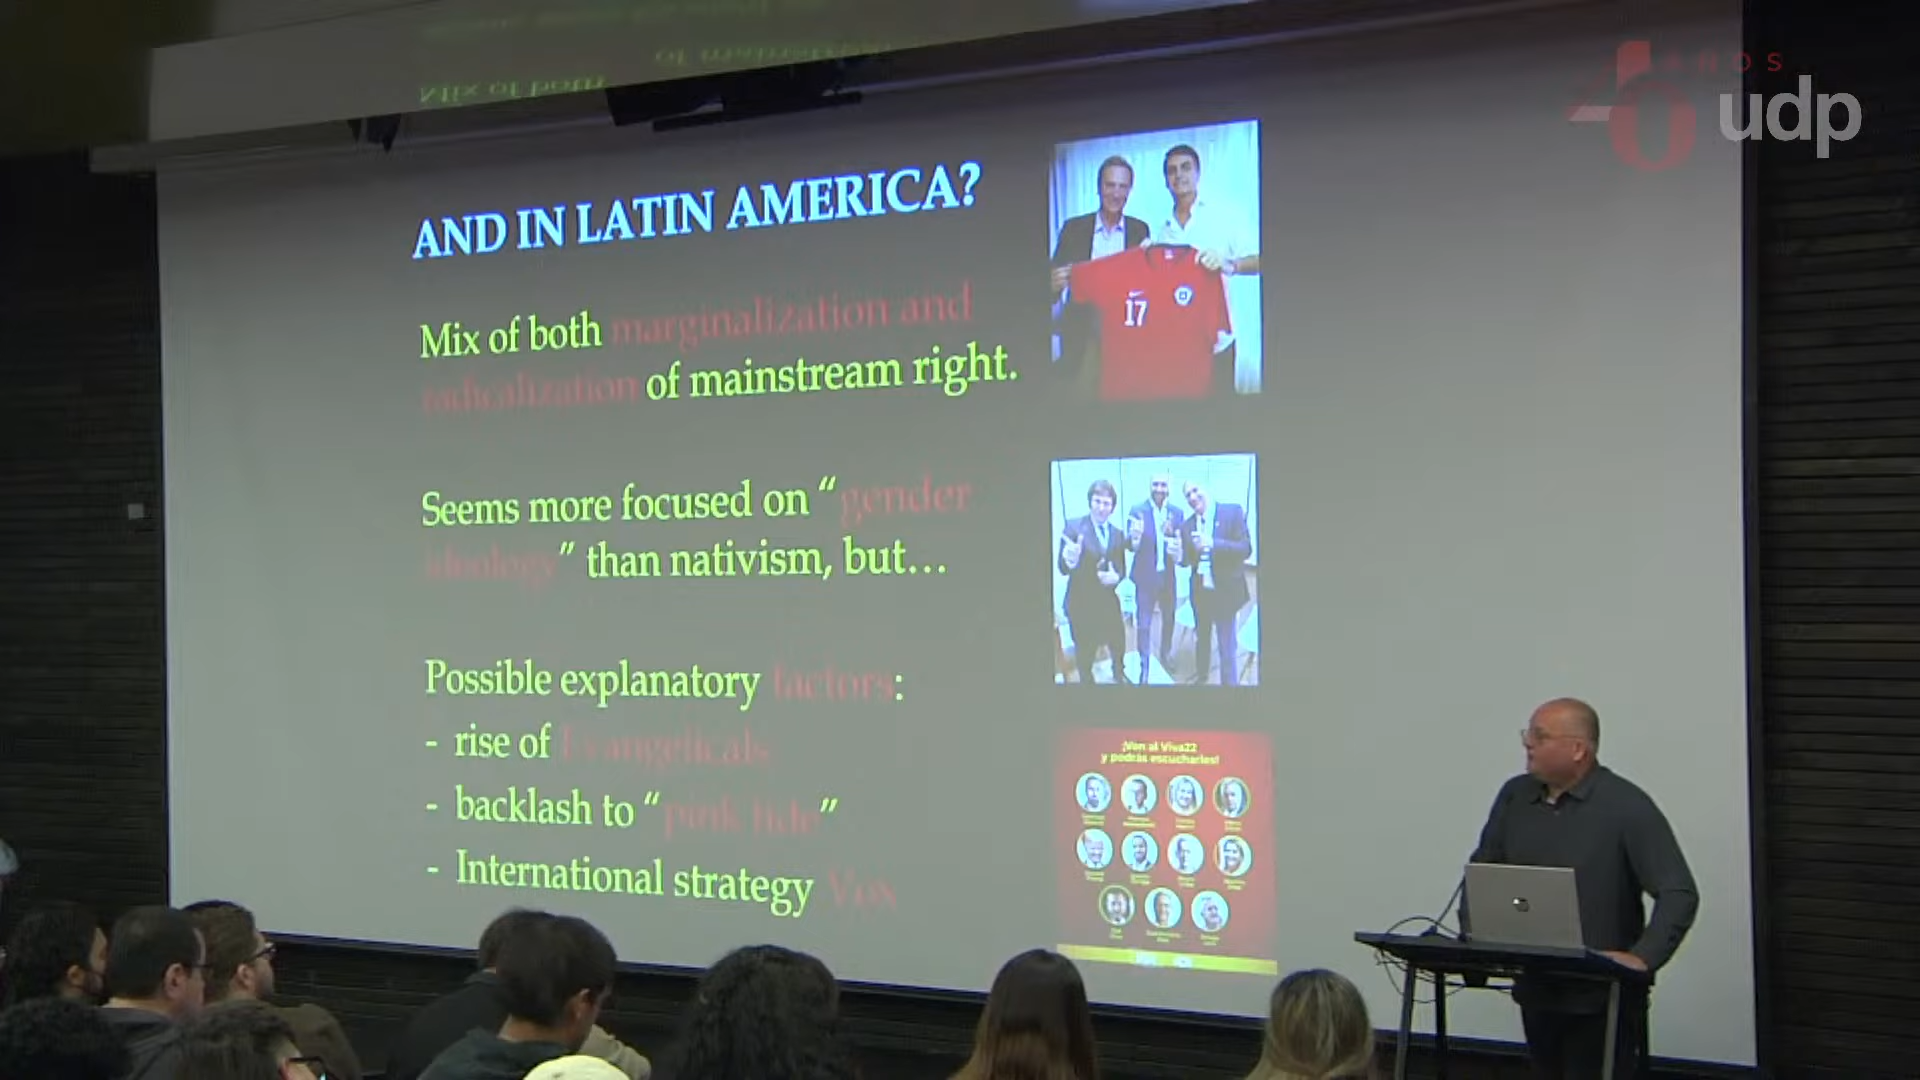 AÑOS
40 udp
AND IN LATIN AMERICA?
Mix of both marginalization and
radicalization of mainstream right.
Seems more focused on “gender
ideology” than nativism, but…
Possible explanatory factors:
- rise of Evangelicals
- backlash to “pink tide”
- International strategy Vox
17
¡Ven al Viva22
y podrás escucharles!